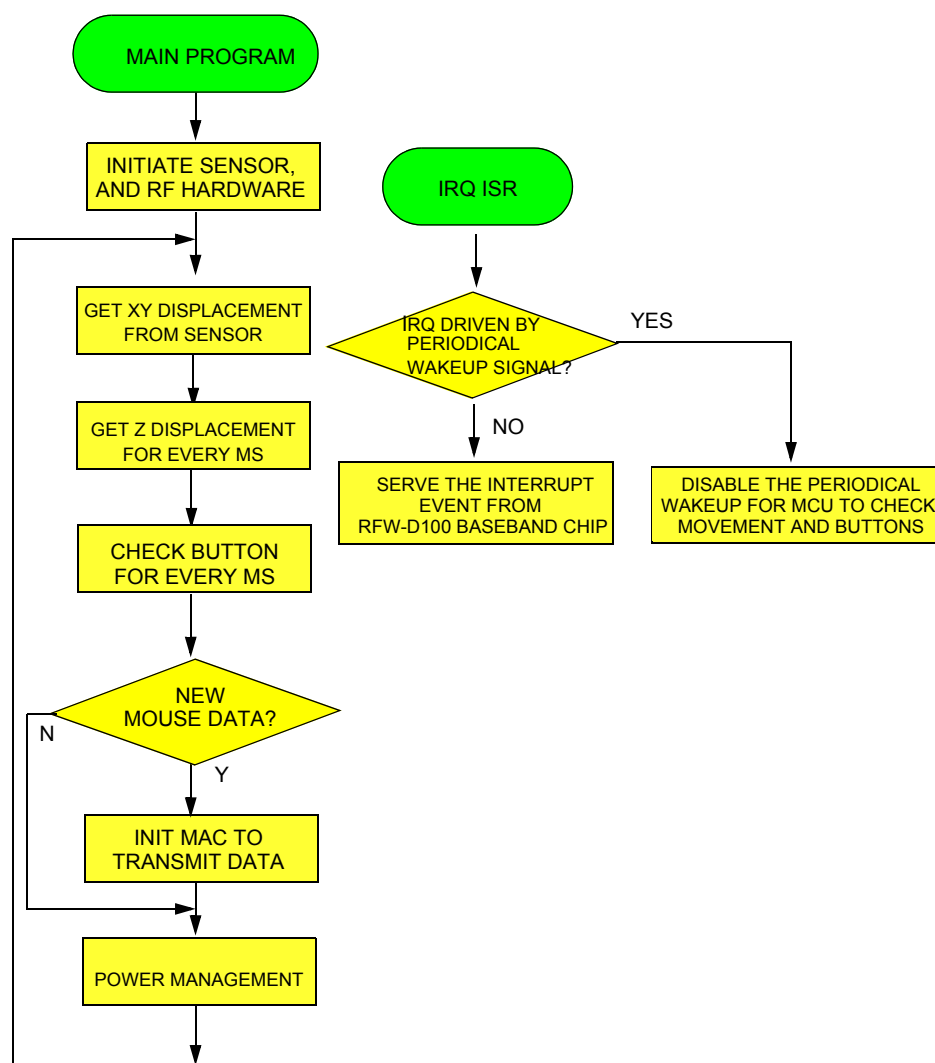 MAIN PROGRAM
INITIATE SENSOR,
AND RF HARDWARE
GET XY DISPLACEMENT
FROM SENSOR
GET Z DISPLACEMENT
FOR EVERY MS
CHECK BUTTON
FOR EVERY MS
NEW
MOUSE DATA?
N
Y
INIT MAC TO
TRANSMIT DATA
POWER MANAGEMENT
IRQ ISR
IRQ DRIVEN BY
PERIODICAL
WAKEUP SIGNAL?
YES
NO
SERVE THE INTERRUPT
EVENT FROM
RFW-D100 BASEBAND CHIP
DISABLE THE PERIODICAL
WAKEUP FOR MCU TO CHECK
MOVEMENT AND BUTTONS